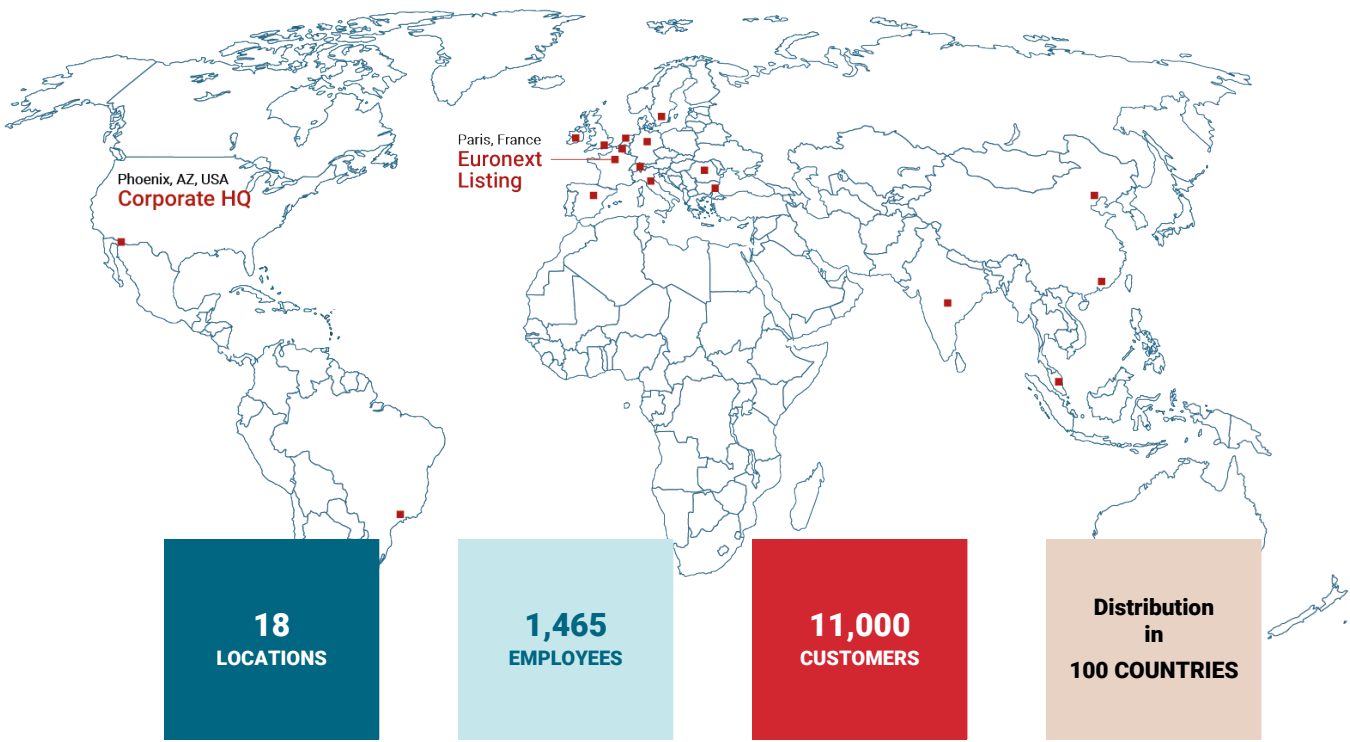 Paris, France
Euronext
Listing
Phoenix, AZ, USA
Corporate HQ
18
LOCATIONS
1,465
EMPLOYEES
11,000
CUSTOMERS
Distribution
in
100 COUNTRIES